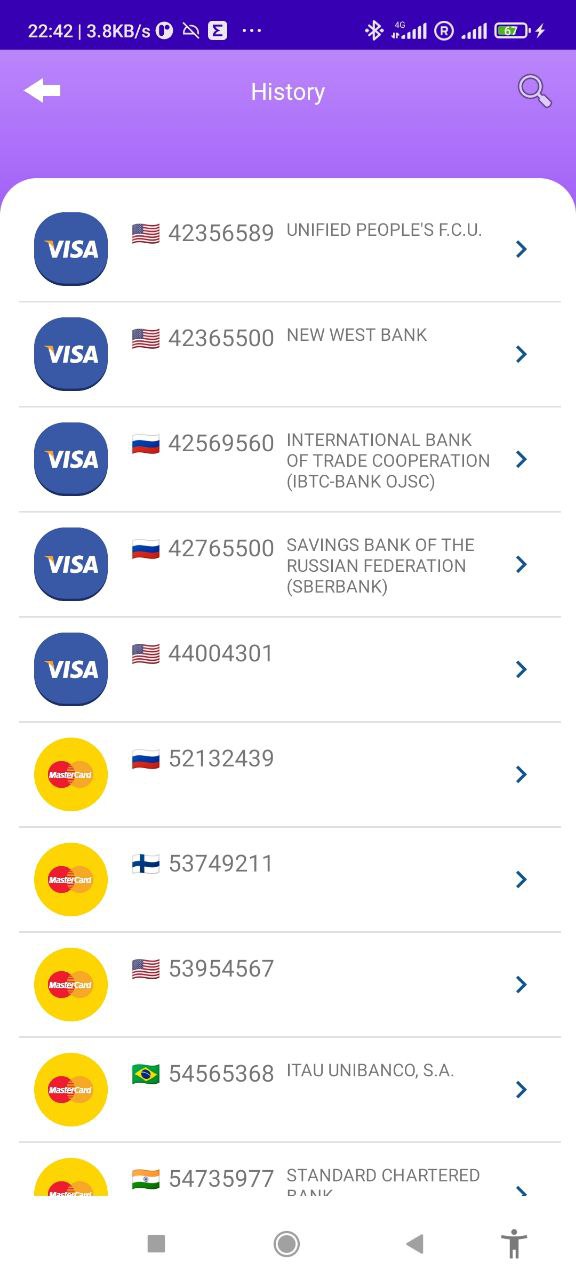 22:42 | 3.8KB/s Σ ... 4G R 67
History
VISA 42356589 UNIFIED PEOPLE'S F.C.U.
VISA 42365500 NEW WEST BANK
VISA 42569560 INTERNATIONAL BANK
OF TRADE COOPERATION
(IBTC-BANK OJSC)
VISA 42765500 SAVINGS BANK OF THE
RUSSIAN FEDERATION
(SBERBANK)
VISA 44004301
MasterCard 52132439
MasterCard 53749211
MasterCard 53954567
MasterCard 54565368 ITAU UNIBANCO, S.A.
MasterCard 54735977 STANDARD CHARTERED
BANK